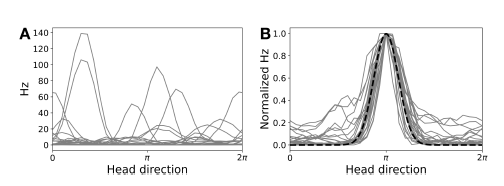 A
140
120
100
80
60
40
20
0
Hz
0
π
2π
Head direction
B
1.0
0.8
0.6
0.4
0.2
0.0
Normalized Hz
0
π
2π
Head direction